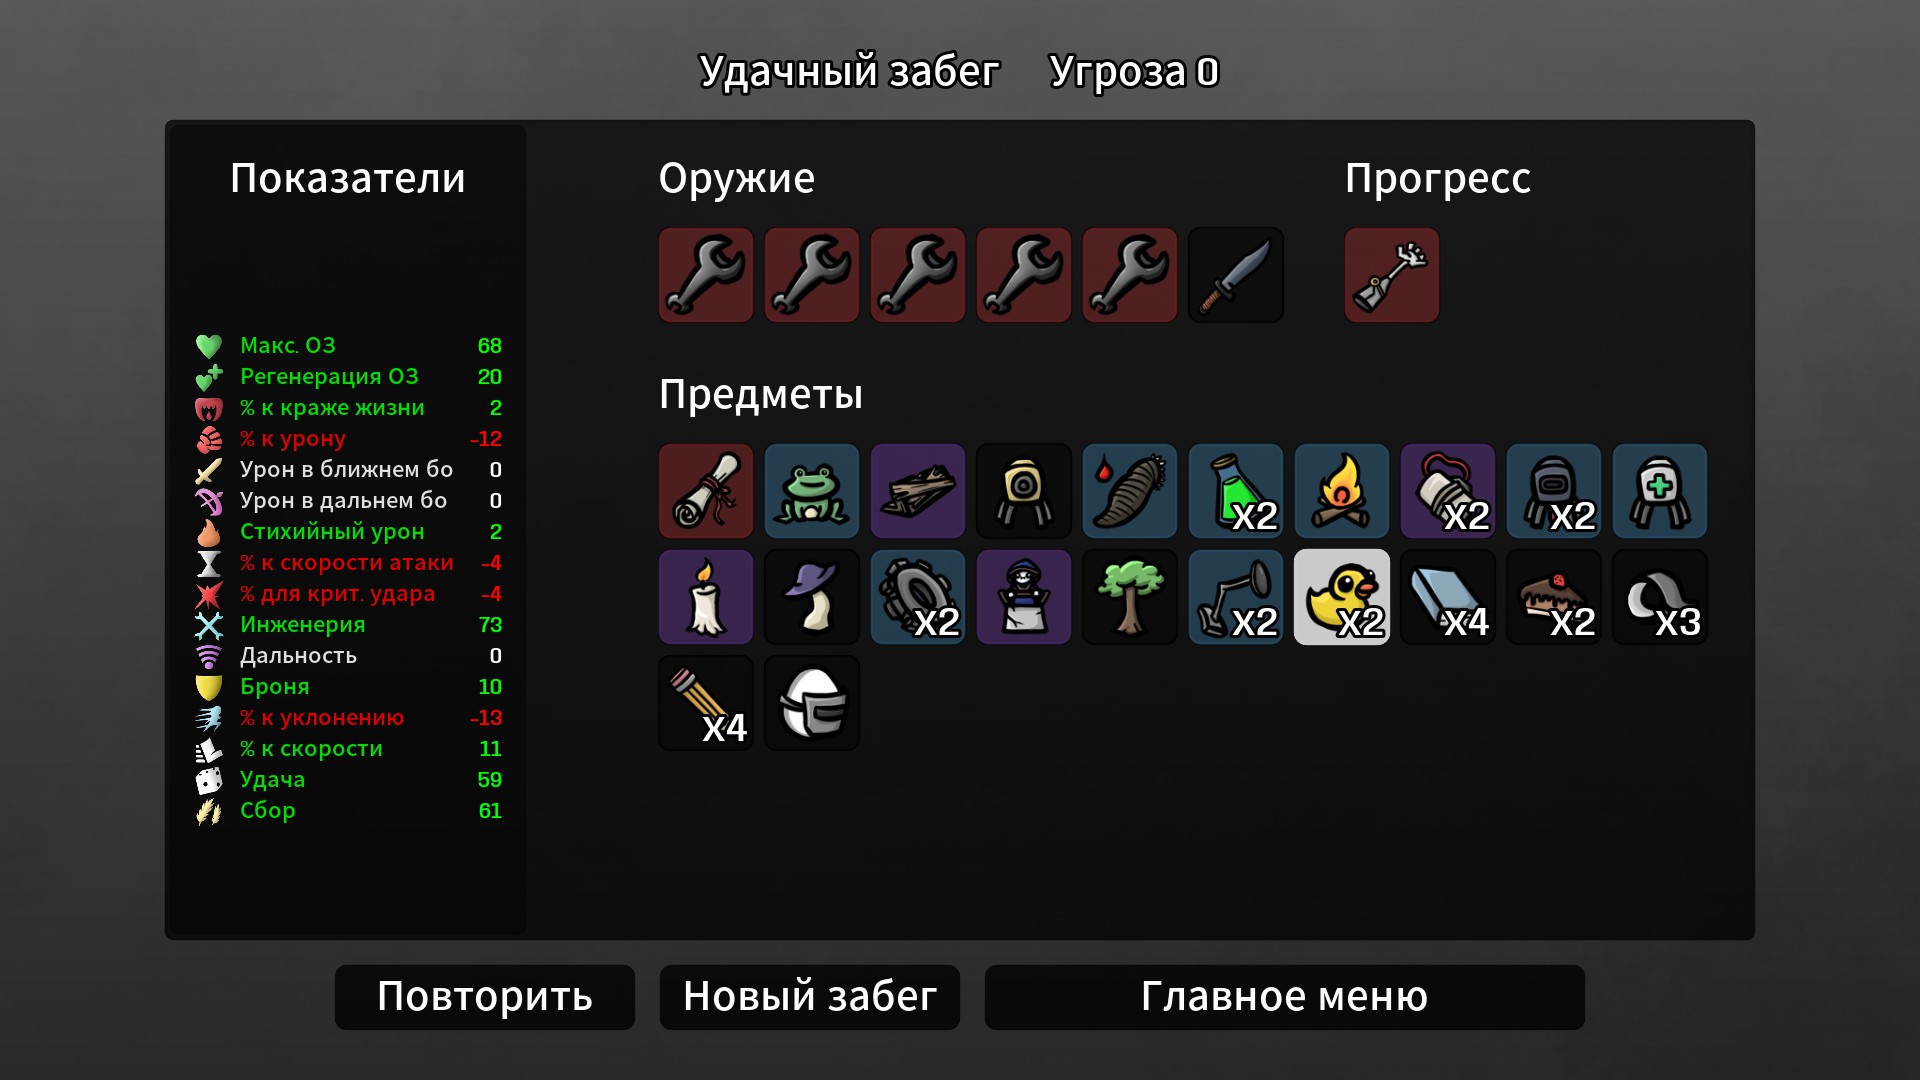 Удачный забег Угроза 0
Показатели
Макс. ОЗ 68
Регенерация ОЗ 20
% к краже жизни 2
% к урону -12
Урон в ближнем бо 0
Урон в дальнем бо 0
Стихийный урон 2
% к скорости атаки -4
% для крит. удара -4
Инженерия 73
Дальность 0
Броня 10
% к уклонению -13
% к скорости 11
Удача 59
Сбор 61
Оружие
Прогресс
Предметы
X2 X2 X2
X2 X2 X2 X4 X2 X3
X4
Повторить Новый забег Главное меню